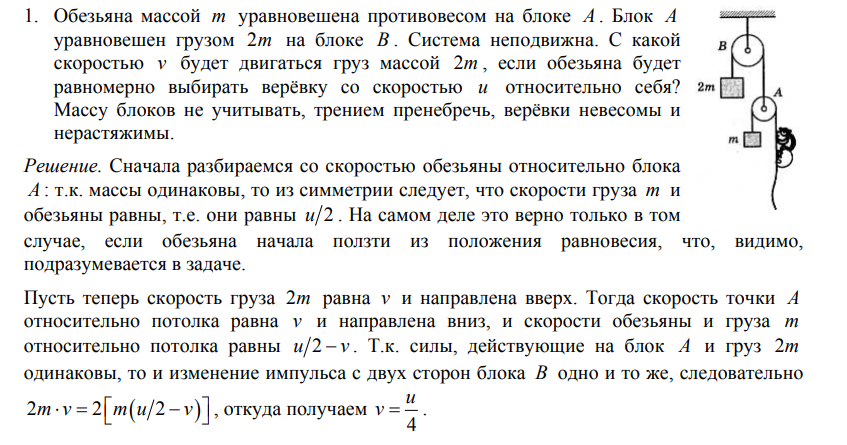 1. Обезьяна массой m уравновешена противовесом на блоке A. Блок A
уравновешен грузом 2m на блоке B. Система неподвижна. С какой
скоростью v будет двигаться груз массой 2m, если обезьяна будет
равномерно выбирать верёвку со скоростью u относительно себя?
Массу блоков не учитывать, трением пренебречь, верёвки невесомы и
нерастяжимы.
B
2m
A
m
Решение. Сначала разбираемся со скоростью обезьяны относительно блока
A: т.к. массы одинаковы, то из симметрии следует, что скорости груза m и
обезьяны равны, т.е. они равны u/2. На самом деле это верно только в том
случае, если обезьяна начала ползти из положения равновесия, что, видимо,
подразумевается в задаче.
Пусть теперь скорость груза 2m равна v и направлена вверх. Тогда скорость точки A
относительно потолка равна v и направлена вниз, и скорости обезьяны и груза m
относительно потолка равны u/2 − v. Т.к. силы, действующие на блок A и груз 2m
одинаковы, то и изменение импульса с двух сторон блока B одно и то же, следовательно
2m·v = 2[m(u/2 − v)], откуда получаем v = u/4.